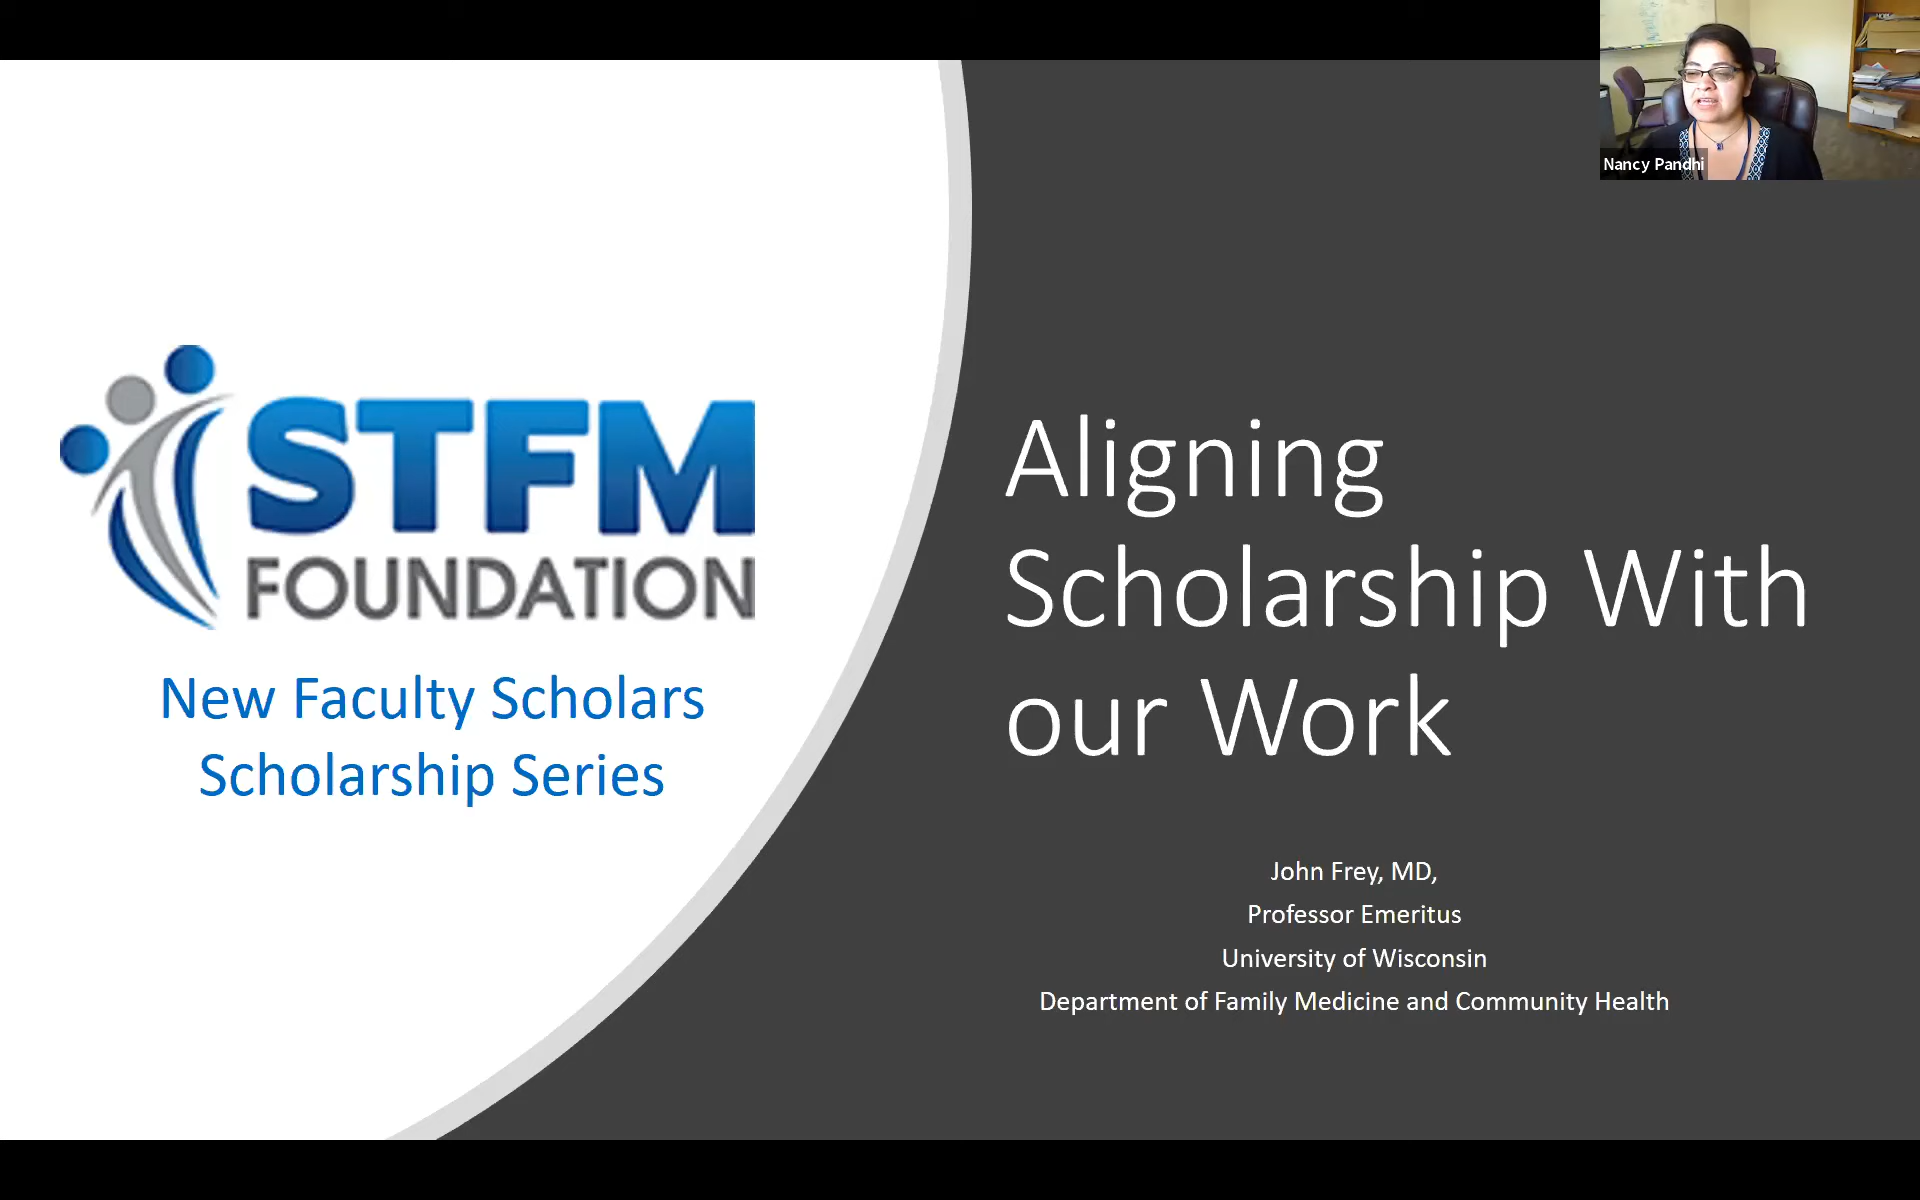 Nancy Pandhi
STFM
FOUNDATION
New Faculty Scholars
Scholarship Series
Aligning
Scholarship With
our Work
John Frey, MD,
Professor Emeritus
University of Wisconsin
Department of Family Medicine and Community Health